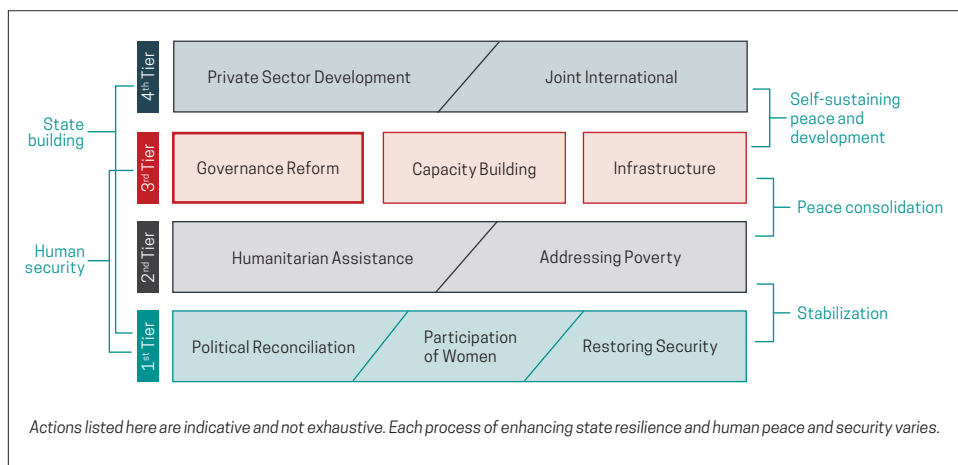 4th Tier
Private Sector Development
Joint International
Self-sustaining
peace and
development
State
building
3rd Tier
Governance Reform
Capacity Building
Infrastructure
Peace consolidation
Human
security
2nd Tier
Humanitarian Assistance
Addressing Poverty
Stabilization
1st Tier
Political Reconciliation
Participation
of Women
Restoring Security
Actions listed here are indicative and not exhaustive. Each process of enhancing state resilience and human peace and security varies.